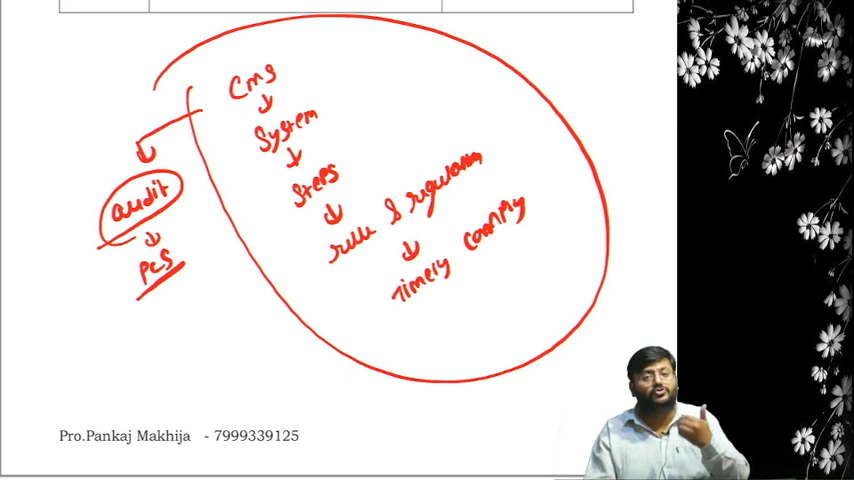 CMS
System
Steps
rule & regulation
Timely comply
audit
PCS
Pro.Pankaj Makhija - 7999339125